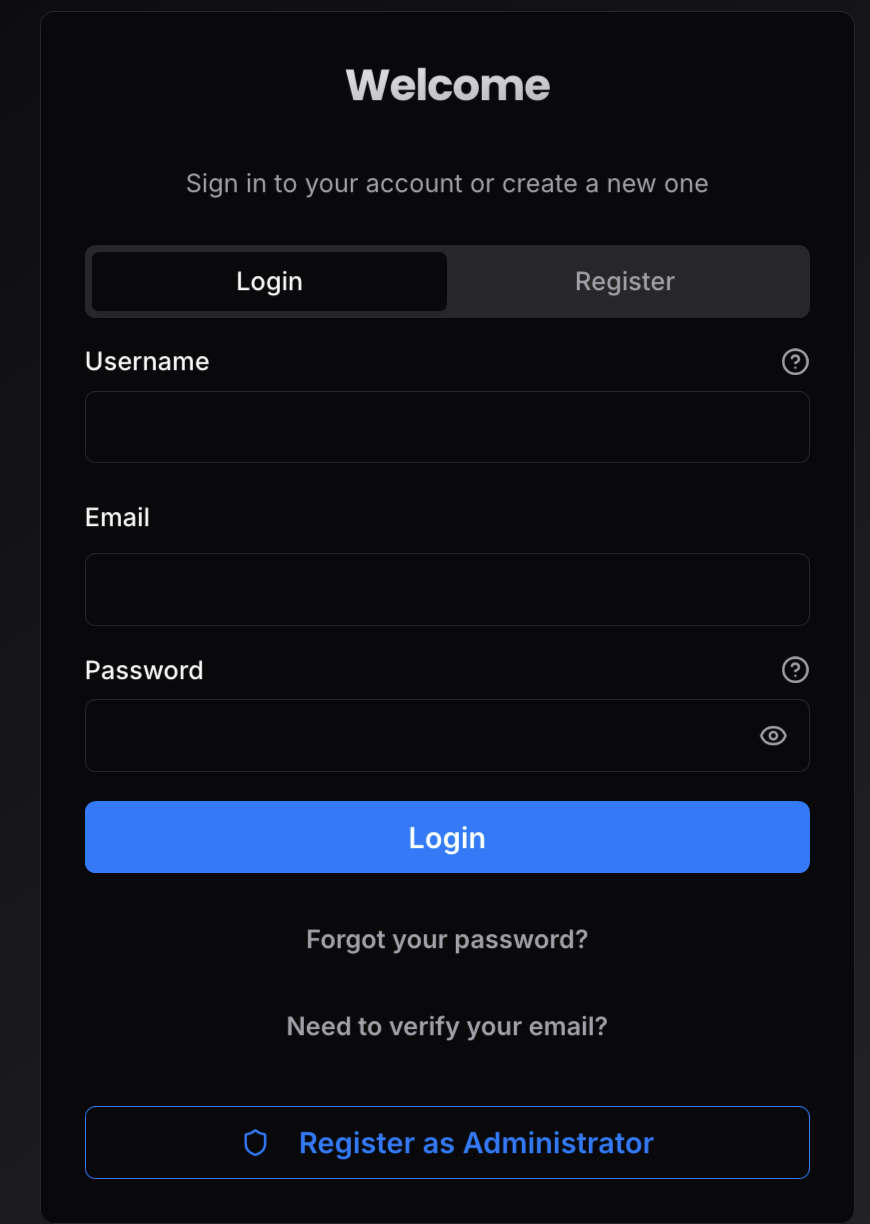 Welcome
Sign in to your account or create a new one
Login
Register
Username
Email
Password
Login
Forgot your password?
Need to verify your email?
Register as Administrator